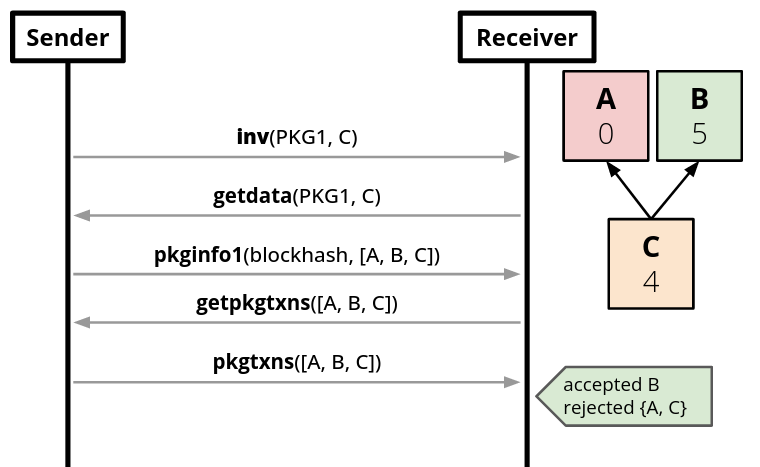 Sender
Receiver
A
0
B
5
inv(PKG1, C)
getdata(PKG1, C)
C
4
pkginfo1(blockhash, [A, B, C])
getpkgtxns([A, B, C])
pkgtxns([A, B, C])
accepted B
rejected {A, C}